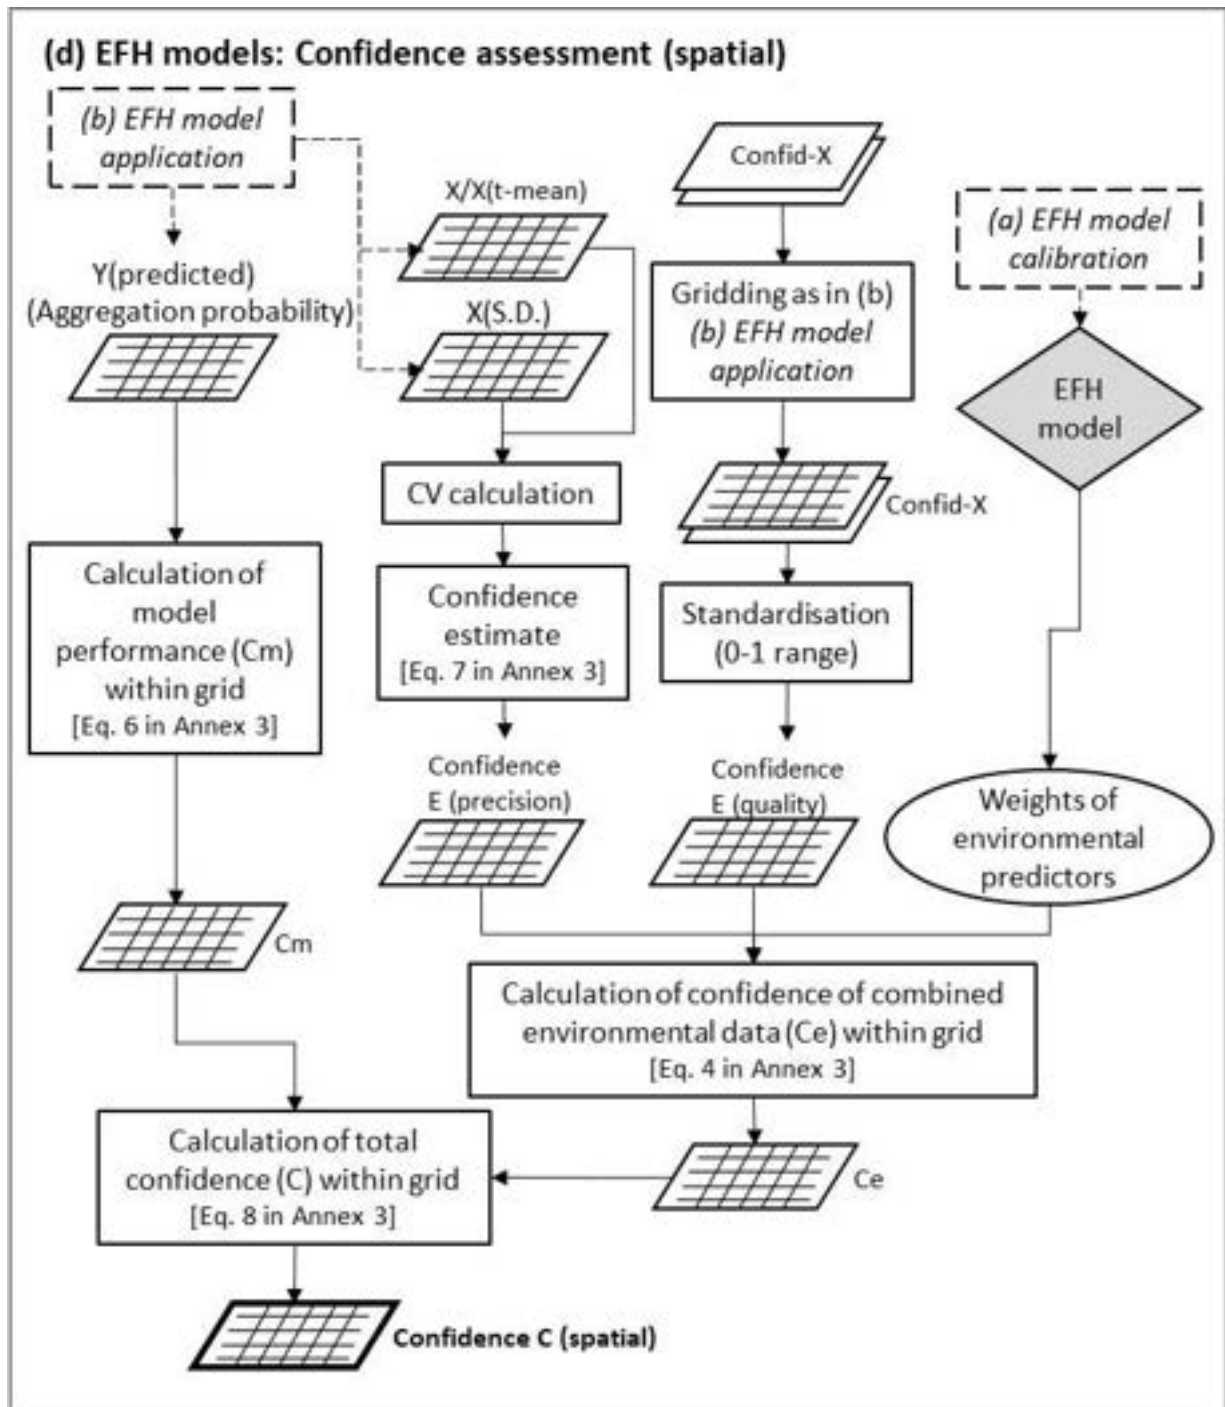 (d) EFH models: Confidence assessment (spatial)
(b) EFH model
application
Y(predicted)
(Aggregation probability)
X/X(t-mean)
X(S.D.)
Confid-X
(a) EFH model
calibration
Gridding as in (b)
(b) EFH model
application
EFH
model
CV calculation
Confid-X
Calculation of
model
performance (Cm)
within grid
[Eq. 6 in Annex 3]
Confidence
estimate
[Eq. 7 in Annex 3]
Standardisation
(0-1 range)
Confidence
E (precision)
Confidence
E (quality)
Weights of
environmental
predictors
Cm
Calculation of confidence of combined
environmental data (Ce) within grid
[Eq. 4 in Annex 3]
Calculation of total
confidence (C) within grid
[Eq. 8 in Annex 3]
Ce
Confidence C (spatial)